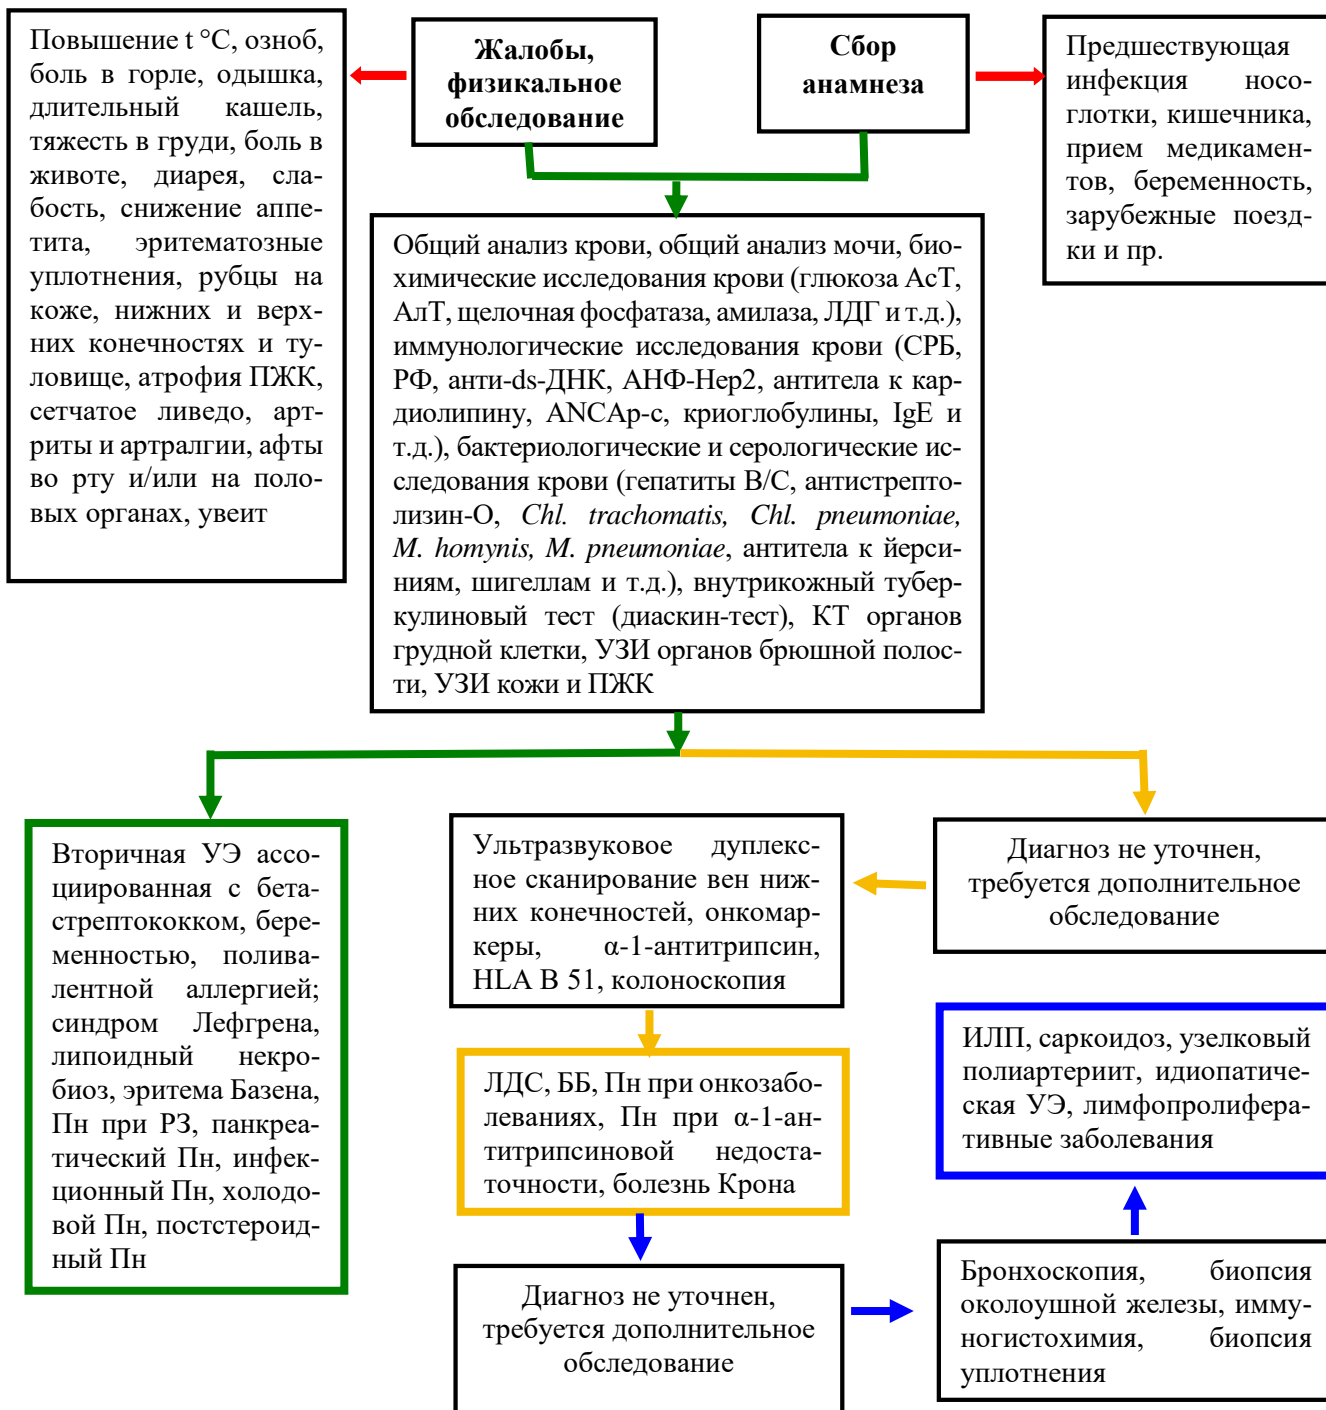 Повышение t °C, озноб,
боль в горле, одышка,
длительный кашель,
тяжесть в груди, боль в
животе, диарея, сла-
бость, снижение аппе-
тита, эритематозные
уплотнения, рубцы на
коже, нижних и верх-
них конечностях и ту-
ловище, атрофия ПЖК,
сетчатое ливедо, арт-
риты и артралгии, афты
во рту и/или на поло-
вых органах, увеит
Жалобы,
физикальное
обследование
Сбор
анамнеза
Предшествующая
инфекция носо-
глотки, кишечника,
прием медикамен-
тов, беременность,
зарубежные поезд-
ки и пр.
Общий анализ крови, общий анализ мочи, био-
химические исследования крови (глюкоза АсТ,
АлТ, щелочная фосфатаза, амилаза, ЛДГ и т.д.),
иммунологические исследования крови (СРБ,
РФ, анти-ds-ДНК, АНФ-Нер2, антитела к кар-
диолипину, ANCAp-c, криоглобулины, IgE и
т.д.), бактериологические и серологические ис-
следования крови (гепатиты В/С, антистрепто-
лизин-О, Chl. trachomatis, Chl. pneumoniae,
M. homynis, M. pneumoniae, антитела к йерси-
ниям, шигеллам и т.д.), внутрикожный тубер-
кулиновый тест (диаскин-тест), КТ органов
грудной клетки, УЗИ органов брюшной полос-
ти, УЗИ кожи и ПЖК
Вторичная УЭ ассо-
циированная с бета-
стрептококком, бере-
менностью, полива-
лентной аллергией;
синдром Лефгрена,
липоидный некро-
биоз, эритема Базена,
Пн при РЗ, панкреа-
тический Пн, инфек-
ционный Пн, холодо-
вой Пн, постстероид-
ный Пн
Ультразвуковое дуплекс-
ное сканирование вен ниж-
них конечностей, онкомар-
керы, α-1-антитрипсин,
HLA B 51, колоноскопия
Диагноз не уточнен,
требуется дополнительное
обследование
ЛДС, ББ, Пн при онкозабо-
леваниях, Пн при α-1-ан-
титрипсиновой недоста-
точности, болезнь Крона
ИЛП, саркоидоз, узелковый
полиартериит, идиопатиче-
ская УЭ, лимфопролифера-
тивные заболевания
Диагноз не уточнен,
требуется дополнительное
обследование
Бронхоскопия, биопсия
околоушной железы, имму-
ногистохимия, биопсия
уплотнения